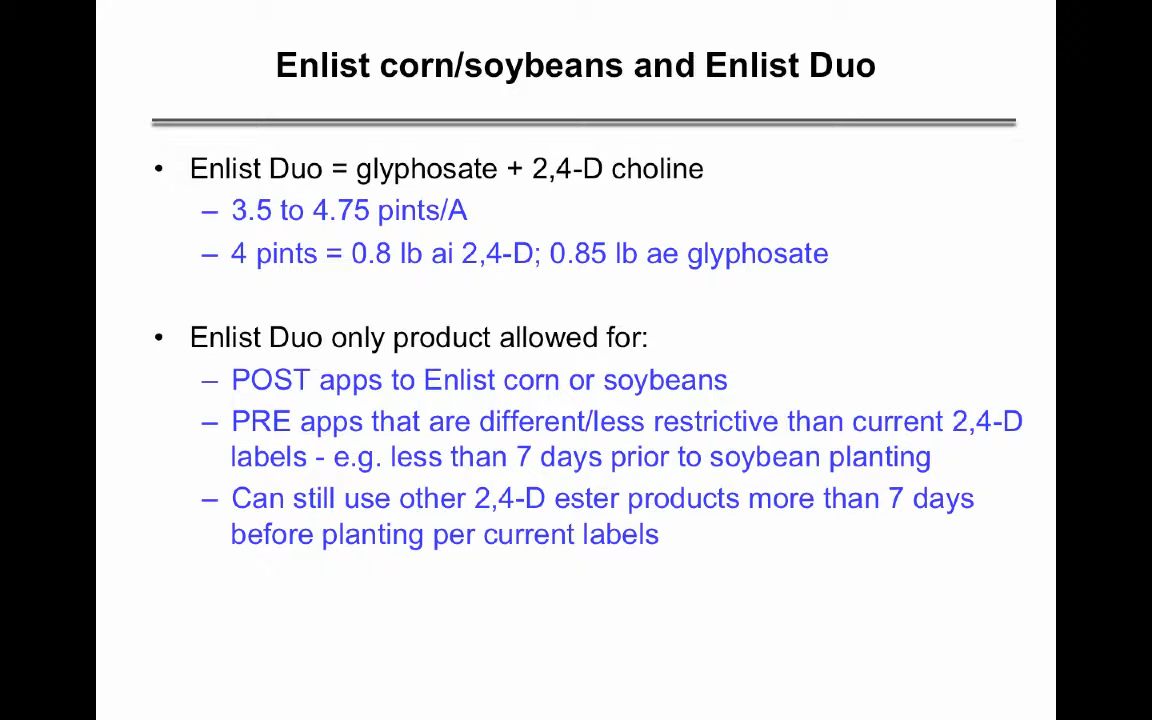 Enlist corn/soybeans and Enlist Duo
• Enlist Duo = glyphosate + 2,4-D choline
– 3.5 to 4.75 pints/A
– 4 pints = 0.8 lb ai 2,4-D; 0.85 lb ae glyphosate
• Enlist Duo only product allowed for:
– POST apps to Enlist corn or soybeans
– PRE apps that are different/less restrictive than current 2,4-D
labels - e.g. less than 7 days prior to soybean planting
– Can still use other 2,4-D ester products more than 7 days
before planting per current labels